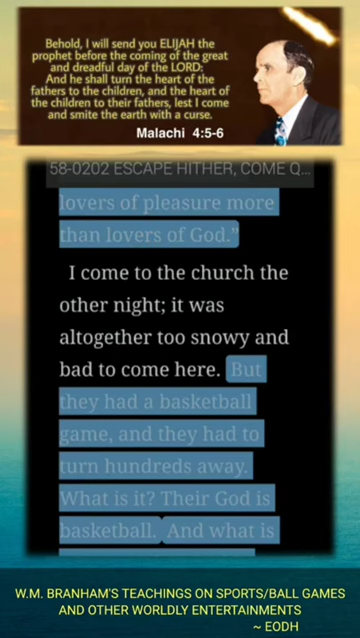 Behold, I will send you ELIJAH the
prophet before the coming of the great
and dreadful day of the LORD:
And he shall turn the heart of the
fathers to the children, and the heart of
the children to their fathers, lest I come
and smite the earth with a curse.
Malachi 4:5-6
58-0202 ESCAPE HITHER, COME Q...
lovers of pleasure more
than lovers of God.”
I come to the church the
other night; it was
altogether too snowy and
bad to come here. But
they had a basketball
game, and they had to
turn hundreds away.
What is it? Their God is
basketball. And what is
W.M. BRANHAM'S TEACHINGS ON SPORTS/BALL GAMES
AND OTHER WORLDLY ENTERTAINMENTS
~ EODH